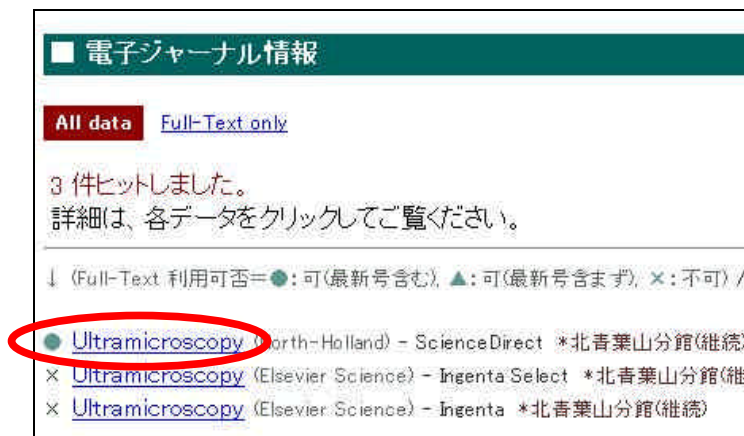 ■ 電子ジャーナル情報
All data Full-Text only
3 件ヒットしました。
詳細は、各データをクリックしてご覧ください。
↓ (Full-Text 利用可否=●: 可(最新号含む), ▲: 可(最新号含まず), ×: 不可) /
● Ultramicroscopy (North-Holland) - ScienceDirect *北青葉山分館(継続)
× Ultramicroscopy (Elsevier Science) - Ingenta Select *北青葉山分館(継
× Ultramicroscopy (Elsevier Science) - Ingenta *北青葉山分館(継続)